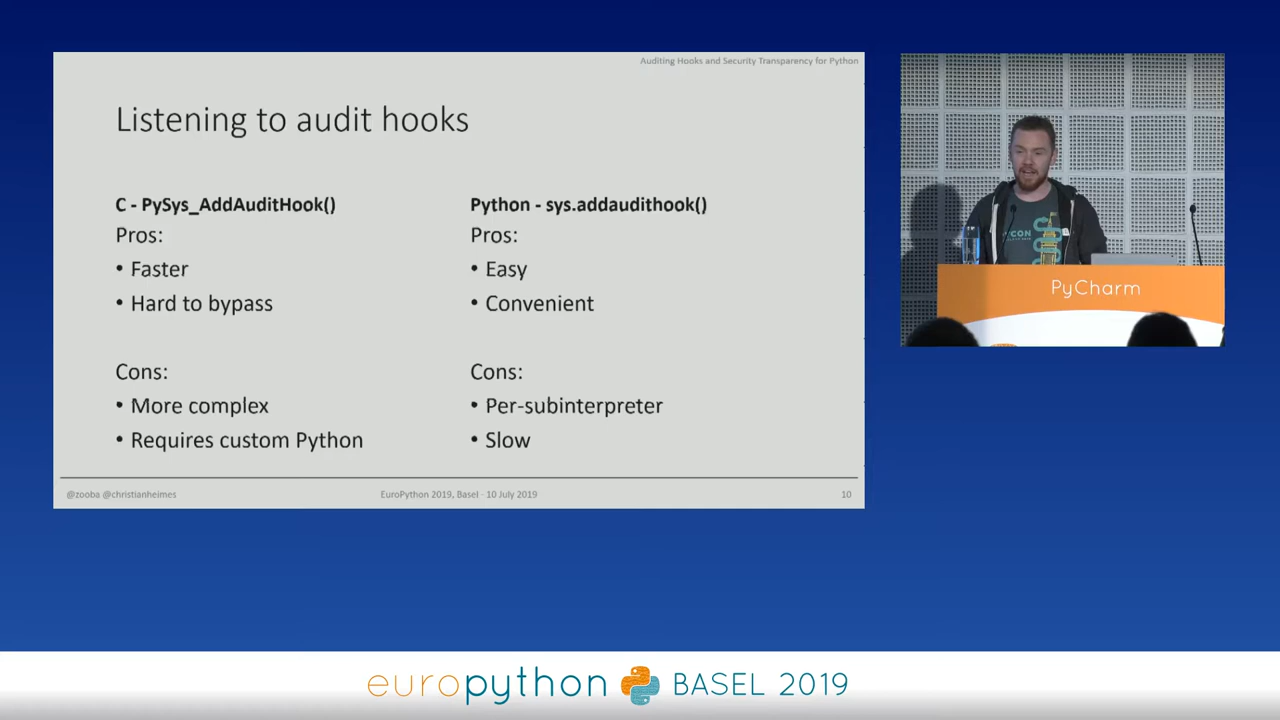 Auditing Hooks and Security Transparency for Python
Listening to audit hooks
C - PySys_AddAuditHook()
Pros:
• Faster
• Hard to bypass
Cons:
• More complex
• Requires custom Python
Python - sys.addaudithook()
Pros:
• Easy
• Convenient
Cons:
• Per-subinterpreter
• Slow
@zooba @christianheimes
EuroPython 2019, Basel - 10 July 2019
10
PyCharm
europython BASEL 2019